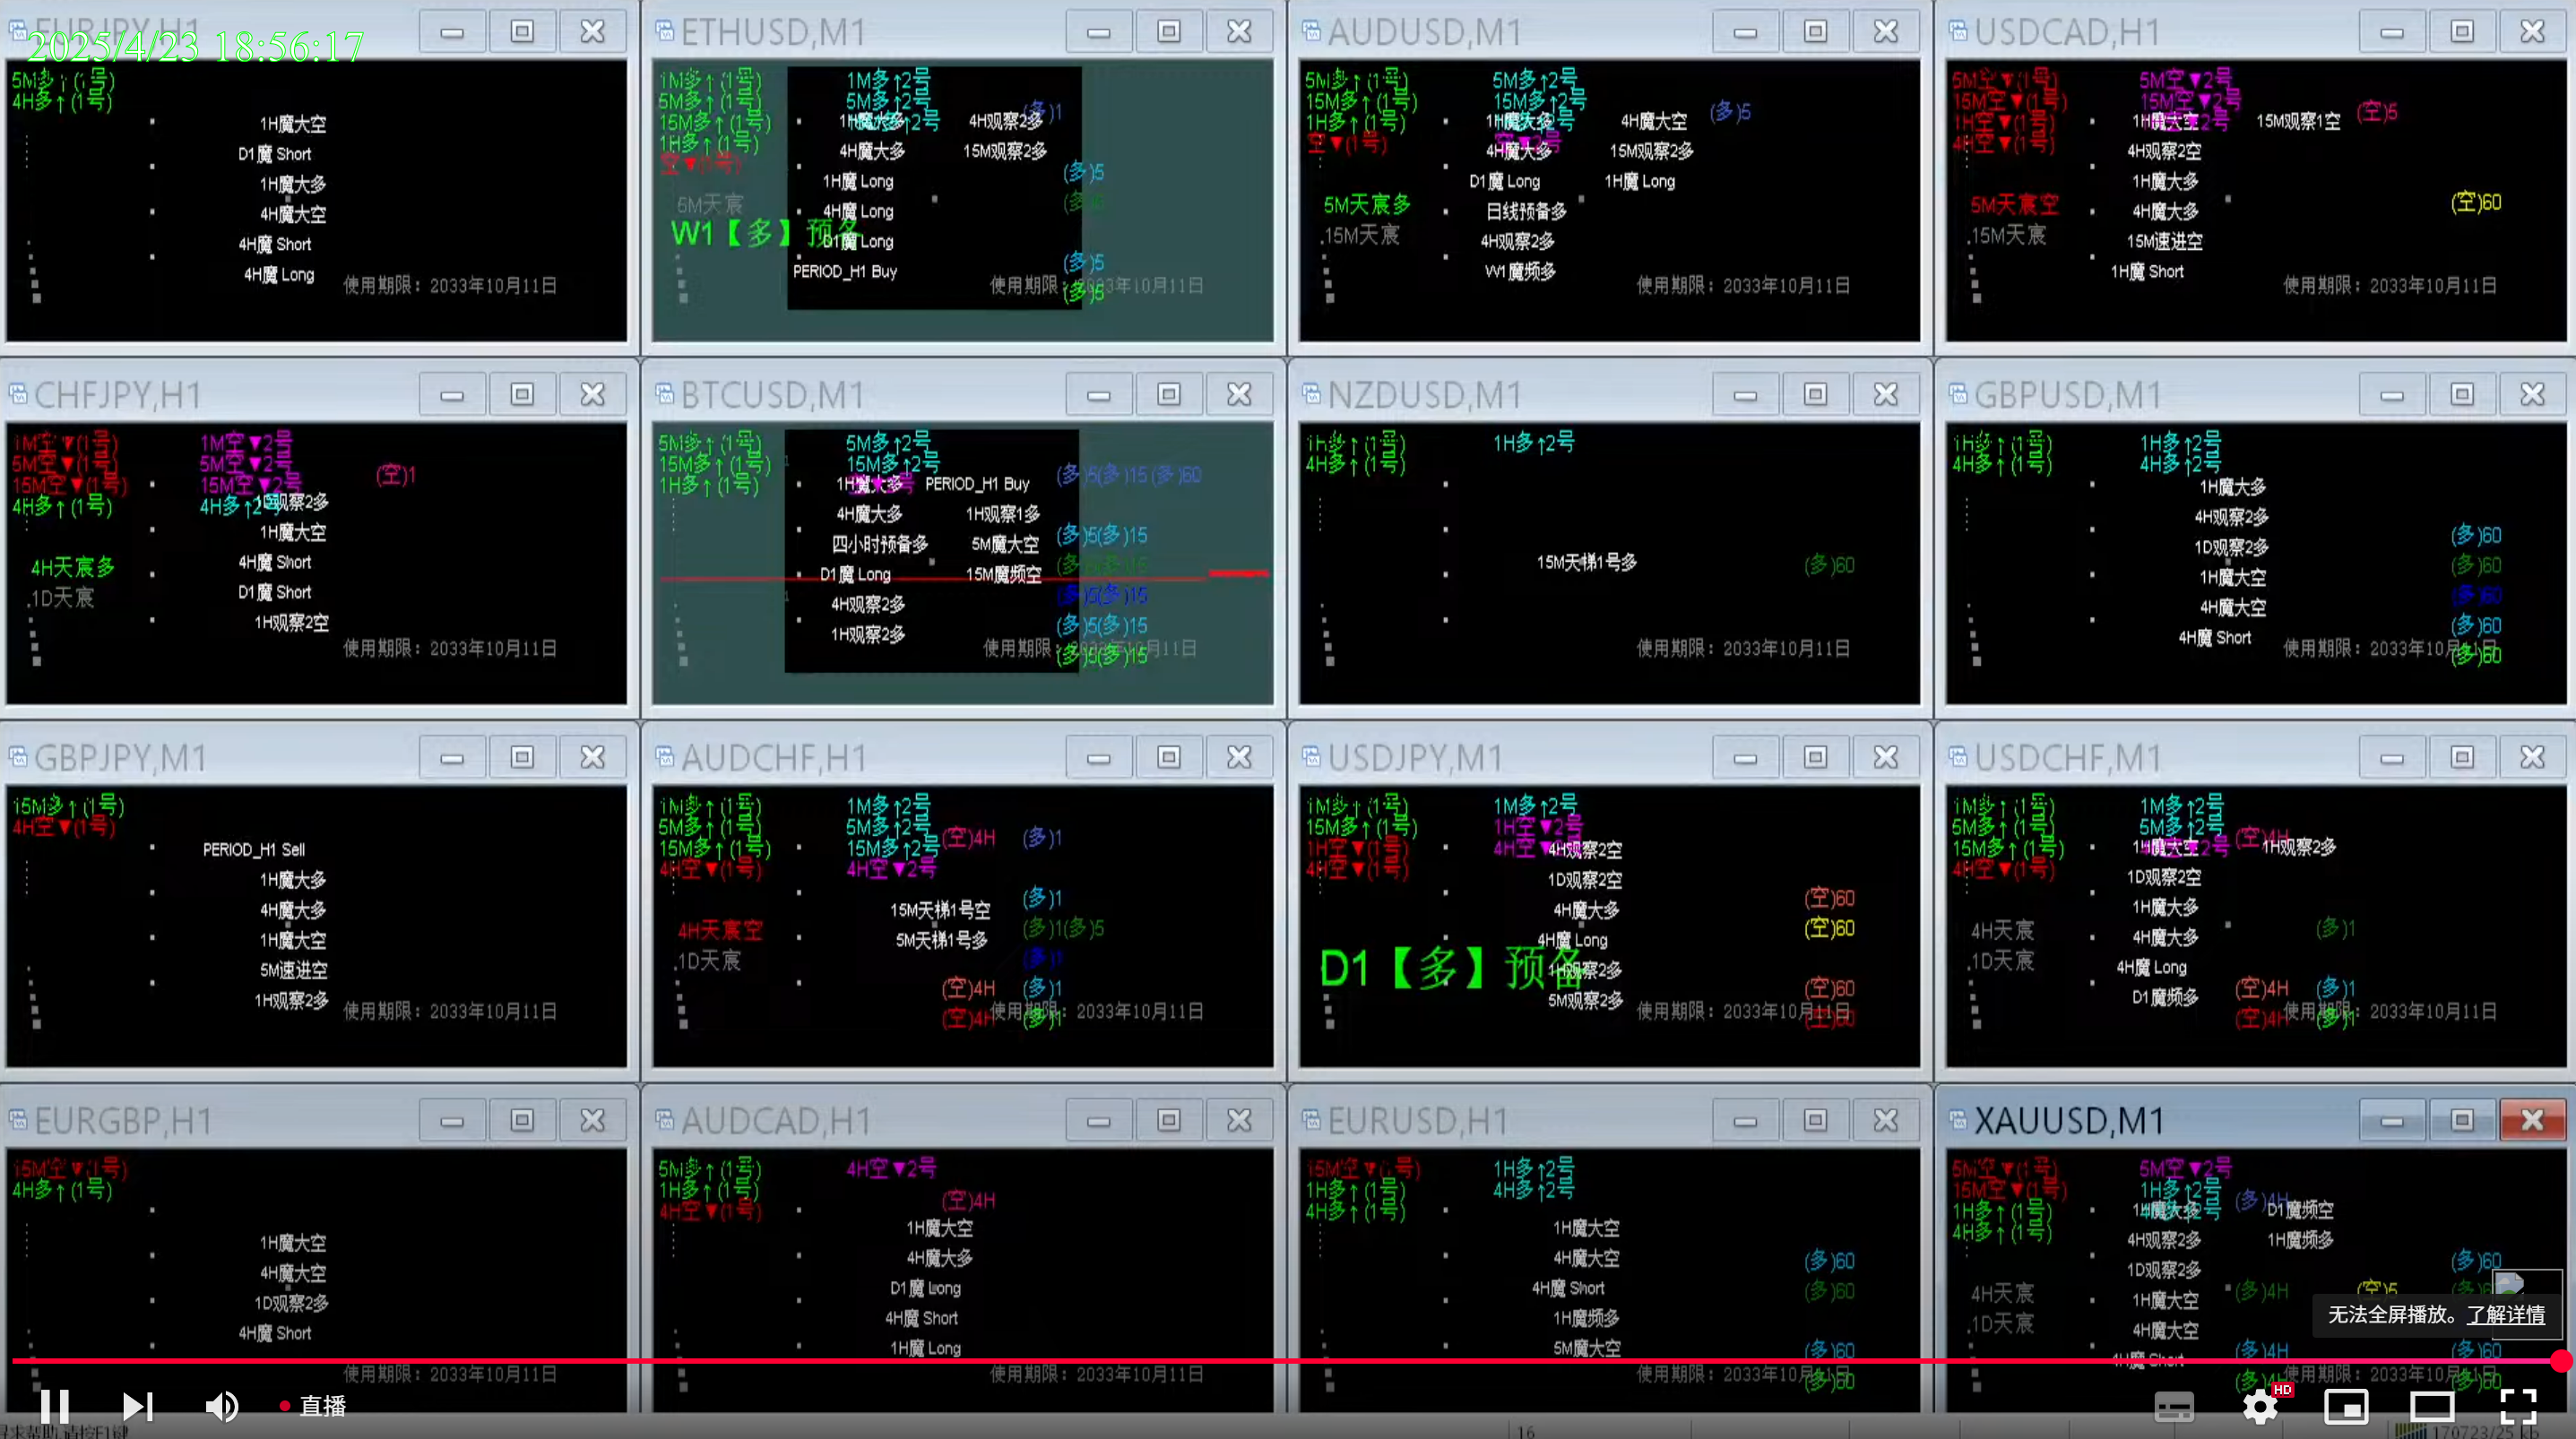 EURJPY,H1
2025/4/23 18:56:17
5M多↑(1号)
4H多↑(1号)
1H魔大空
D1魔 Short
1H魔大多
4H魔大空
4H魔 Short
4H魔 Long
使用期限：2033年10月11日
ETHUSD,M1
1M多↑(1号) 1M多↑2号
5M多↑(1号) 5M多↑2号
15M多↑(1号) 1H魔大多 4H观察2多 (多)1
1H多↑(1号) 4H魔大多 15M观察2多
空▼(1号) (多)5
1H魔 Long
5M天宸 4H魔 Long
W1【多】预备 D1魔 Long
(多)5
PERIOD_H1 Buy
使用期限：2033年10月11日
(多)5
AUDUSD,M1
5M多↑(1号) 5M多↑2号
15M多↑(1号) 15M多↑2号 (多)5
1H多↑(1号) 1H魔大多 4H魔大空
空▼(1号) 4H魔大多 15M观察2多
D1魔 Long 1H魔 Long
5M天宸多 日线预备多
.15M天宸 4H观察2多
W1魔频多
使用期限：2033年10月11日
USDCAD,H1
5M空▼(1号) 5M空▼2号
15M空▼(1号) 15M空▼2号 (空)5
1H空▼(1号) 1H魔大空 15M观察1空
4H空▼(1号) 4H观察2空
1H魔大多
5M天宸空 4H魔大多 (空)60
.15M天宸 15M速进空
1H魔 Short
使用期限：2033年10月11日
CHFJPY,H1
1M空▼(1号) 1M空▼2号
5M空▼(1号) 5M空▼2号 (空)1
15M空▼(1号) 15M空▼2号
4H多↑(1号) 4H多↑2号 观察2多
1H魔大空
4H天宸多 4H魔 Short
.1D天宸 D1魔 Short
1H观察2空
使用期限：2033年10月11日
BTCUSD,M1
5M多↑(1号) 5M多↑2号
15M多↑(1号) 15M多↑2号 (多)5(多)15(多)60
1H多↑(1号) 1H魔大多 PERIOD_H1 Buy
4H魔大多 1H观察1多
(多)5(多)15
四小时预备多 5M魔大空
D1魔 Long 15M魔频空
(多)5(多)15
4H观察2多
(多)5(多)15
1H观察2多
使用期限：2033年10月11日
(多)5(多)15
NZDUSD,M1
1H多↑(1号) 1H多↑2号
4H多↑(1号)
15M天梯1号多 (多)60
使用期限：2033年10月11日
GBPUSD,M1
1H多↑(1号) 1H多↑2号
4H多↑(1号) 4H多↑2号
1H魔大多
4H观察2多
(多)60
1D观察2多
(多)60
1H魔大空
(多)60
4H魔大空
(多)60
4H魔 Short
使用期限：2033年10月11日
(多)60
GBPJPY,M1
15M多↑(1号)
4H空▼(1号)
PERIOD_H1 Sell
1H魔大多
4H魔大多
1H魔大空
5M速进空
1H观察2多
使用期限：2033年10月11日
AUDCHF,H1
1M多↑(1号) 1M多↑2号
5M多↑(1号) 5M多↑2号 (空)4H (多)1
15M多↑(1号) 15M多↑2号
4H空▼(1号) 4H空▼2号
(多)1
15M天梯1号空
4H天宸空 (多)1(多)5
5M天梯1号多
.1D天宸 (多)1
(空)4H (多)1
使用期限：2033年10月11日
(空)4H (多)1
USDJPY,M1
1M多↑(1号) 1M多↑2号
15M多↑(1号) 1H空▼2号
1H空▼(1号) 4H空 4H观察2空
4H空▼(1号) 1D观察2空
(空)60
4H魔大多
(空)60
4H魔 Long
D1【多】预备 1H观察2多
(空)60
5M观察2多
使用期限：2033年10月11日
(空)60
USDCHF,M1
1M多↑(1号) 1M多↑2号
5M多↑(1号) 5M多↑2号 (空)4H
15M多↑(1号) 1H魔大空 1H观察2多
4H空▼(1号) 1D观察2空
1H魔大多
4H天宸 4H魔大多 (多)1
.1D天宸 4H魔 Long
D1魔频多 (空)4H (多)1
使用期限：2033年10月11日
(空)4H (多)1
EURGBP,H1
15M空▼(1号)
4H多↑(1号)
1H魔大空
4H魔大空
1D观察2多
4H魔 Short
使用期限：2033年10月11日
AUDCAD,H1
5M多↑(1号) 4H空▼2号
1H多↑(1号) (空)4H
4H空▼(1号)
1H魔大空
4H魔大多
D1魔 Long
4H魔 Short
1H魔 Long
使用期限：2033年10月11日
EURUSD,H1
15M空▼(1号) 1H多↑2号
1H多↑(1号) 4H多↑2号
4H多↑(1号)
1H魔大空
4H魔大空 (多)60
4H魔 Short (多)60
1H魔频多
5M魔大空 (多)60
使用期限：2033年10月11日
(多)60
XAUUSD,M1
5M空▼(1号) 5M空▼2号
15M空▼(1号) 1H多↑2号 (多)4H
1H多↑(1号) 1H魔大多 D1魔频空
4H多↑(1号) 4H观察2多 1H魔频多
1D观察2多 (多)60
4H天宸 1H魔大空 (多)4H (空)5
.1D天宸 4H魔大空
无法全屏播放。了解详情
(多)4H (多)60
4H魔 Short
使用期限：2033年10月11日
(多)4H (多)60
直播
HD
16
170723/25 kb